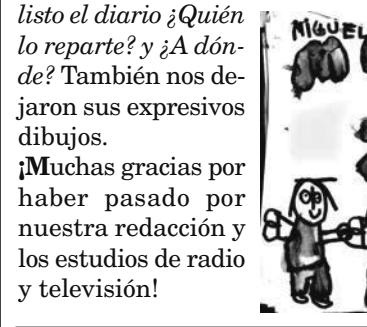 listo el diario ¿Quién
lo reparte? y ¿A dón-
de? También nos de-
jaron sus expresivos
dibujos.
¡Muchas gracias por
haber pasado por
nuestra redacción y
los estudios de radio
y televisión!
MIGUEL